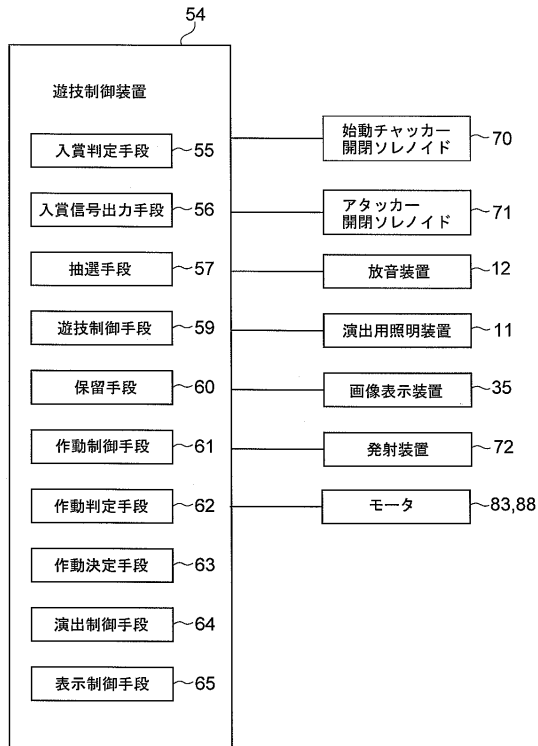 54
遊技制御装置
入賞判定手段
55
入賞信号出力手段
56
抽選手段
57
遊技制御手段
59
保留手段
60
作動制御手段
61
作動判定手段
62
作動決定手段
63
演出制御手段
64
表示制御手段
65
始動チャッカー
開閉ソレノイド
70
アタッカー
開閉ソレノイド
71
放音装置
12
演出用照明装置
11
画像表示装置
35
発射装置
72
モータ
83,88